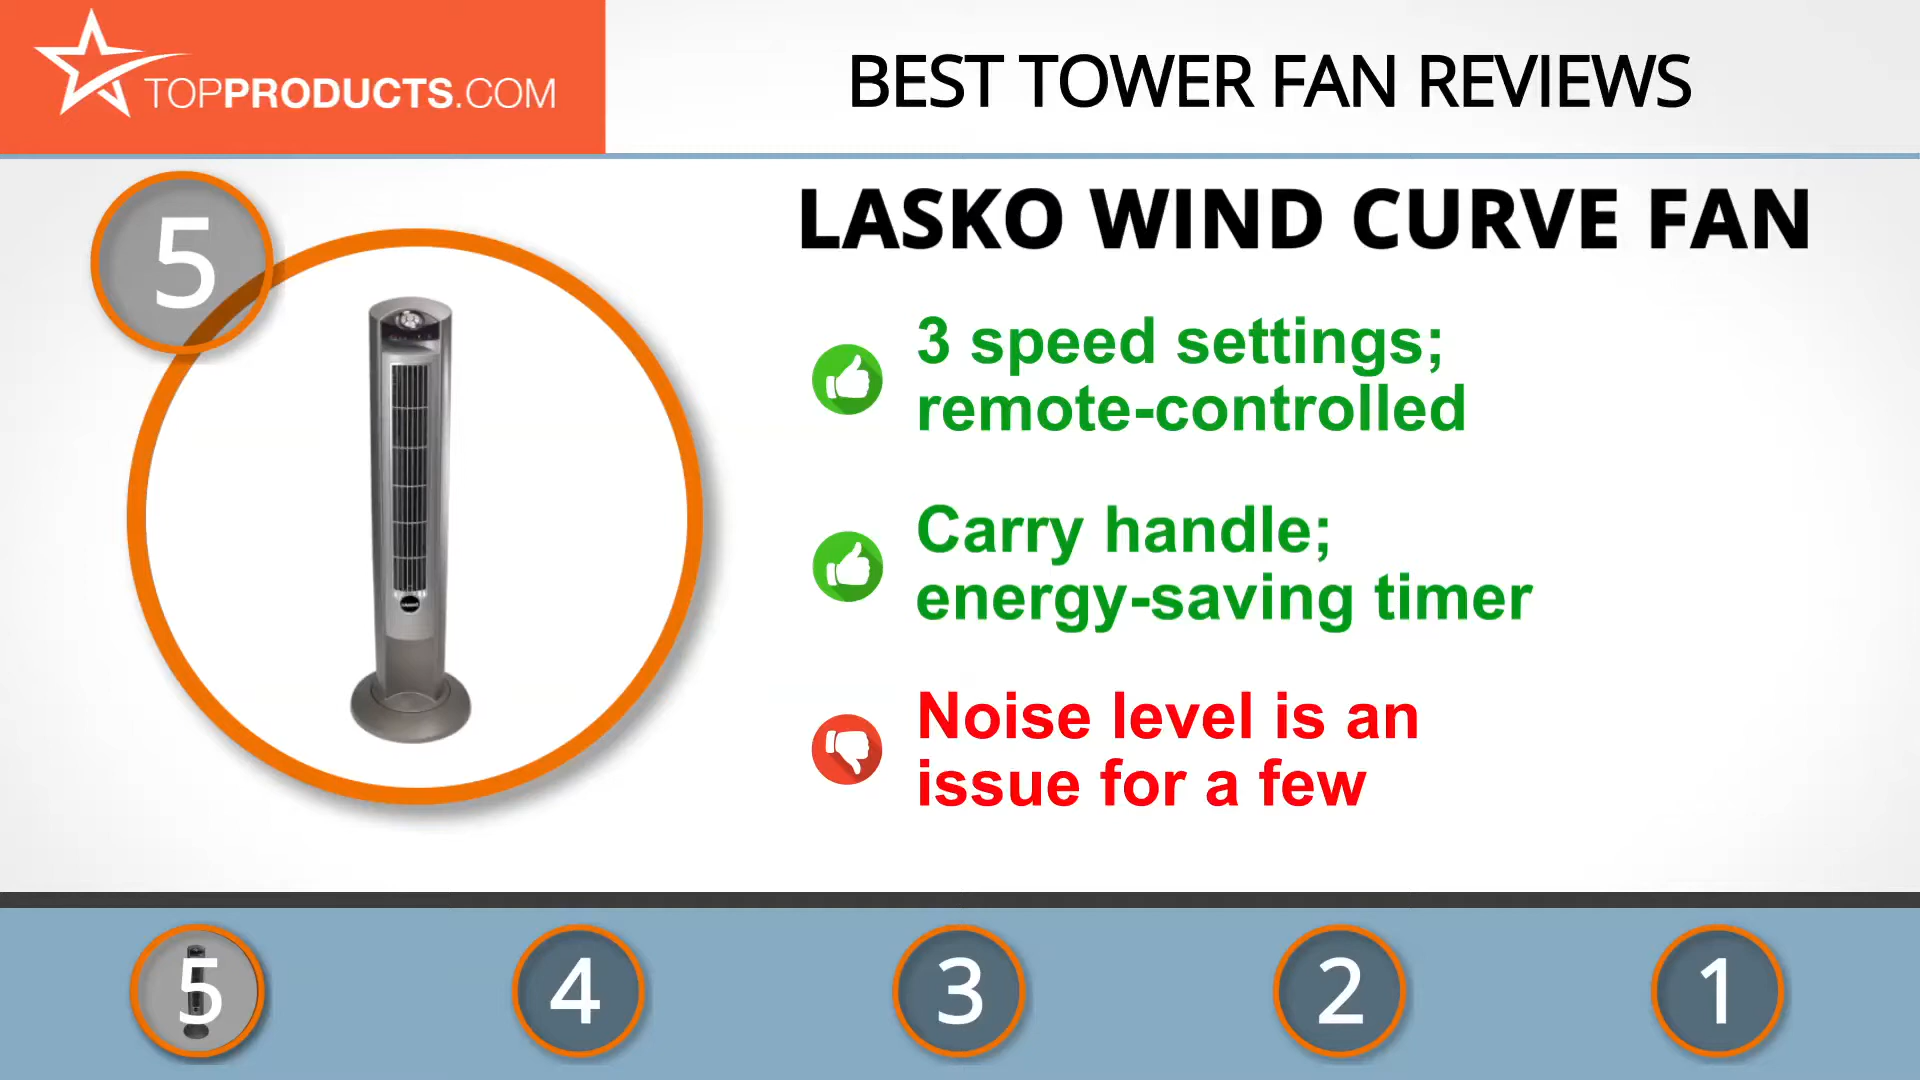 TOPPRODUCTS.COM
BEST TOWER FAN REVIEWS
5
LASKO WIND CURVE FAN
3 speed settings;
remote-controlled
Carry handle;
energy-saving timer
Noise level is an
issue for a few
5
4
3
2
1